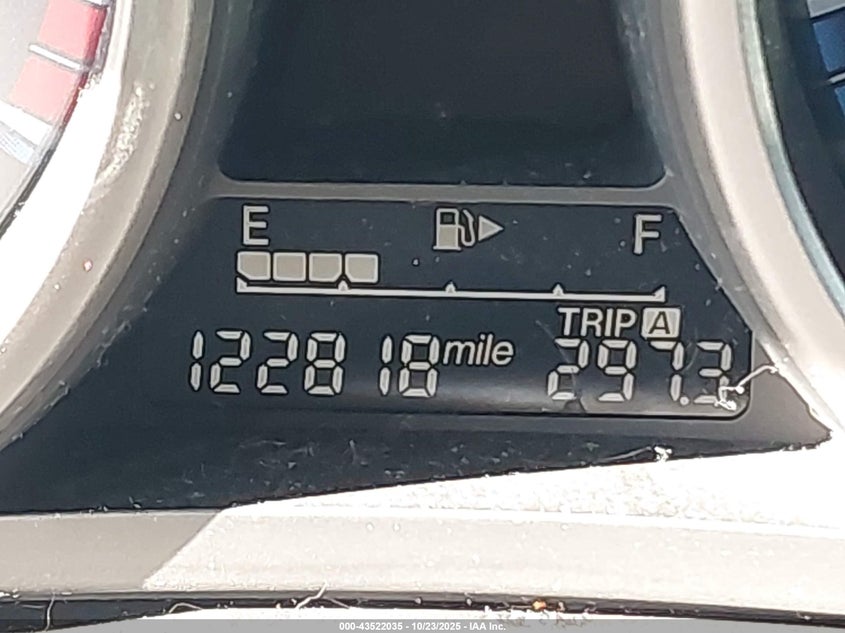 E F
TRIP A
122818 mile 297.3
000-43522035 - 10/23/2025 - IAA Inc.